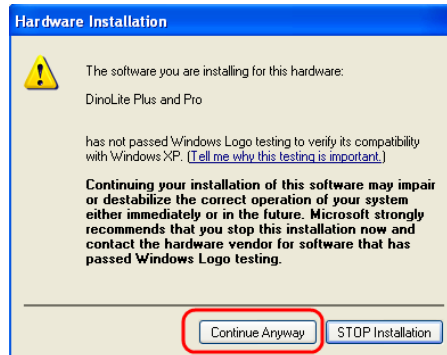 Hardware Installation
The software you are installing for this hardware:
DinoLite Plus and Pro
has not passed Windows Logo testing to verify its compatibility
with Windows XP. (Tell me why this testing is important.)
Continuing your installation of this software may impair
or destabilize the correct operation of your system
either immediately or in the future. Microsoft strongly
recommends that you stop this installation now and
contact the hardware vendor for software that has
passed Windows Logo testing.
Continue Anyway STOP Installation